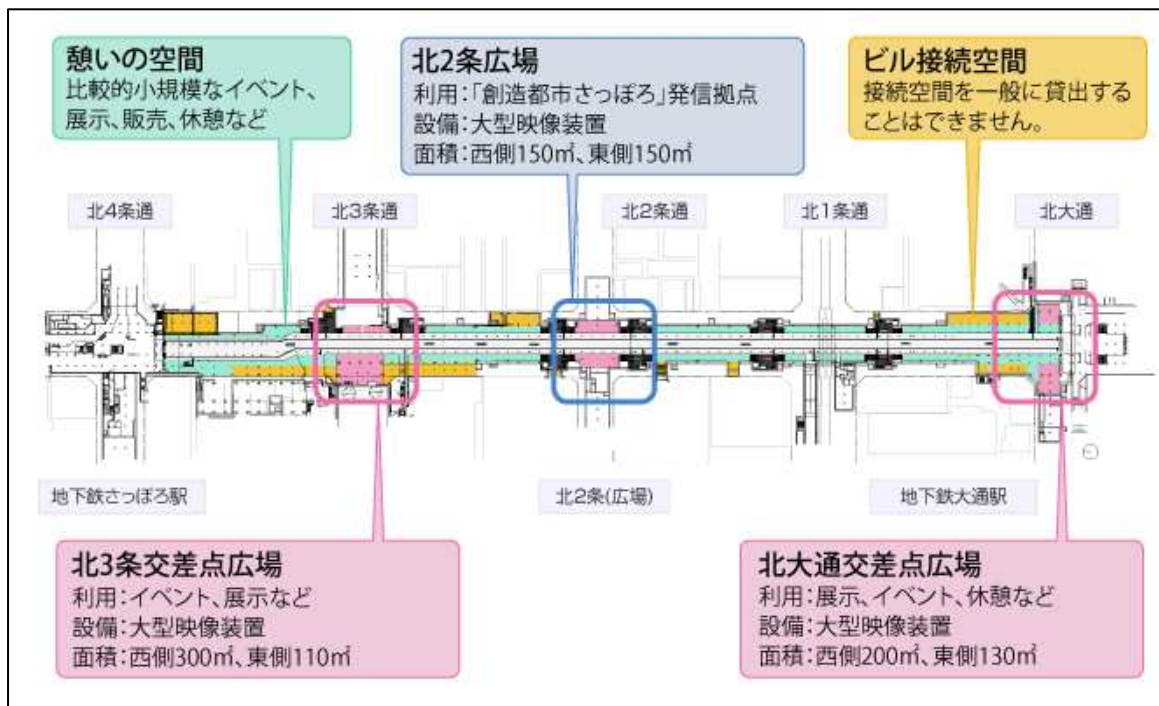 憩いの空間
比較的小規模なイベント、
展示、販売、休憩など
北2条広場
利用:「創造都市さっぽろ」発信拠点
設備:大型映像装置
面積:西側150㎡、東側150㎡
ビル接続空間
接続空間を一般に貸出する
ことはできません。
北4条通
北3条通
北2条通
北1条通
北大通
地下鉄さっぽろ駅
北2条(広場)
地下鉄大通駅
北3条交差点広場
利用:イベント、展示など
設備:大型映像装置
面積:西側300㎡、東側110㎡
北大通交差点広場
利用:展示、イベント、休憩など
設備:大型映像装置
面積:西側200㎡、東側130㎡